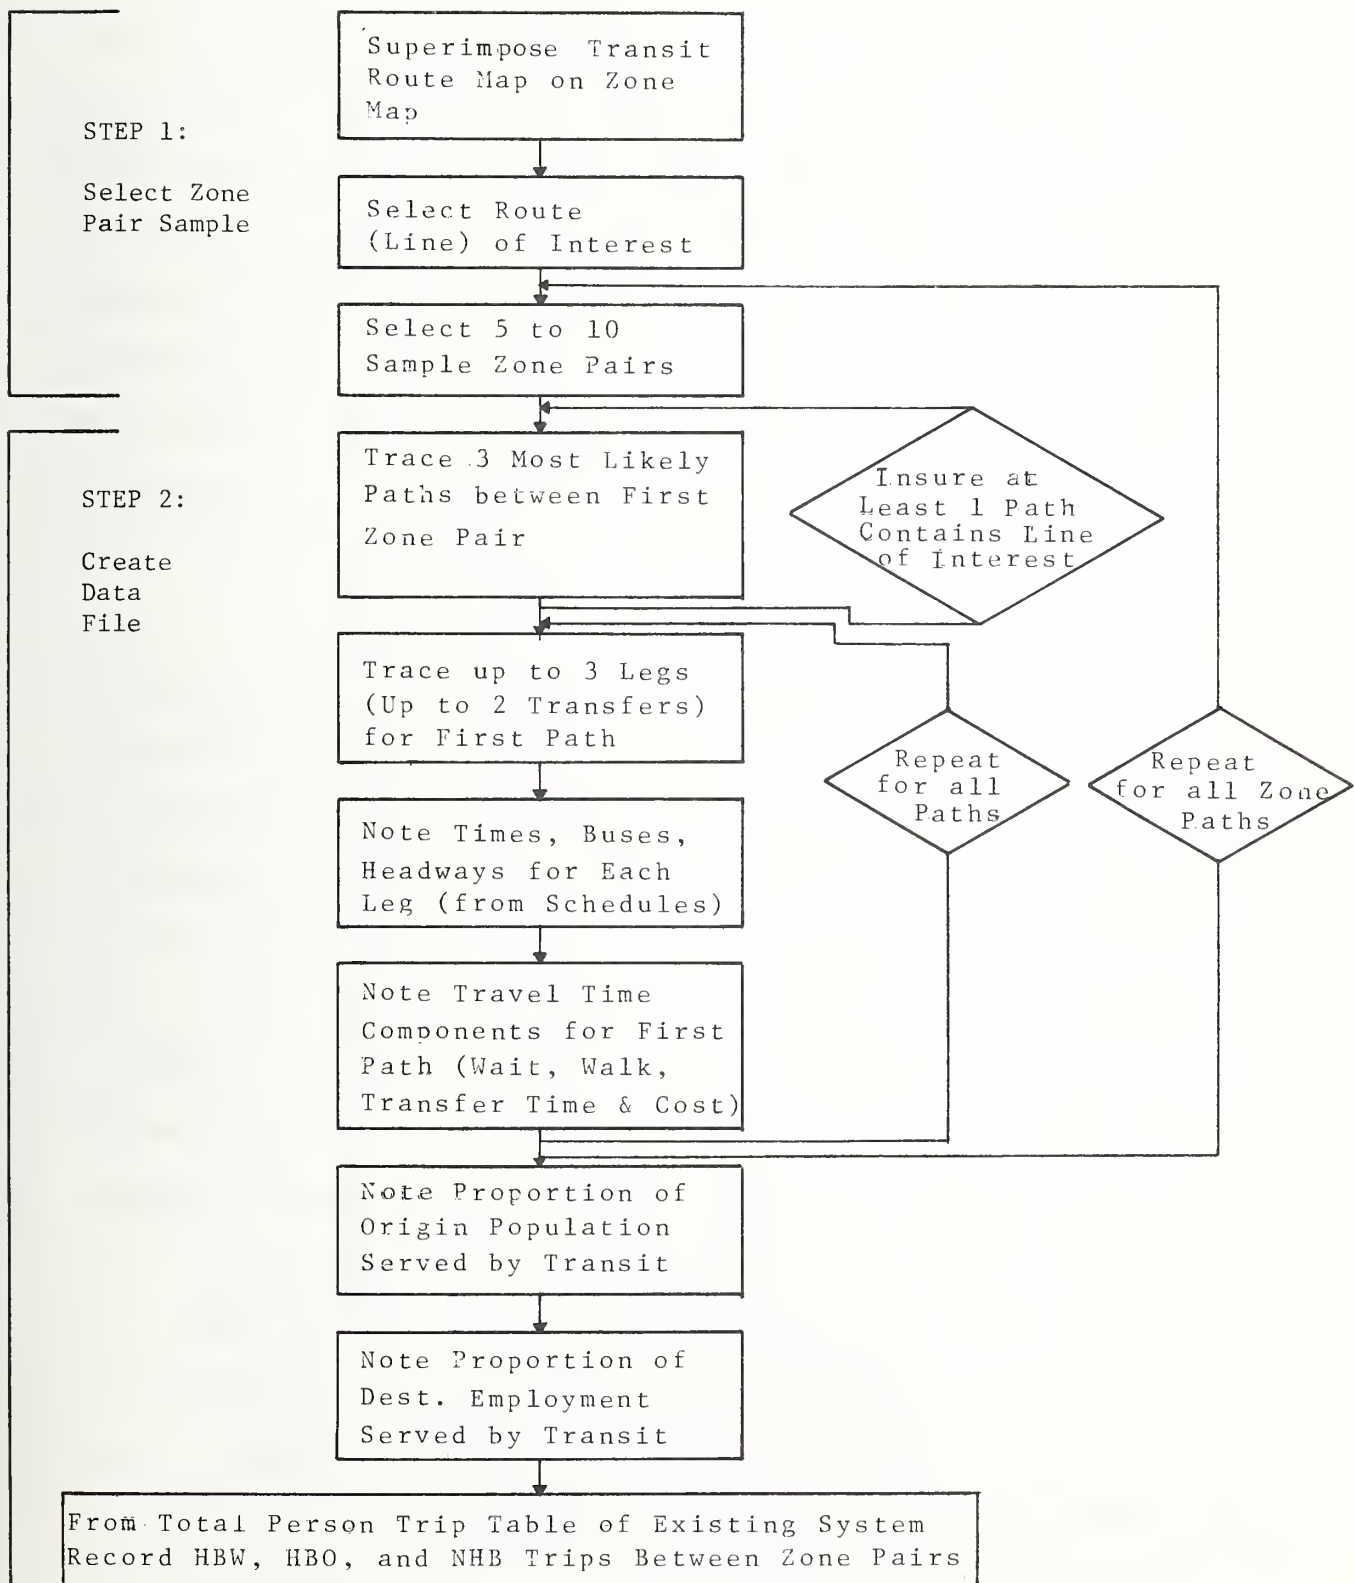 Superimpose Transit
Route Map on Zone
Map
STEP 1:
Select Zone
Pair Sample
Select Route
(Line) of Interest
Select 5 to 10
Sample Zone Pairs
STEP 2:
Create
Data
File
Trace 3 Most Likely
Paths between First
Zone Pair
Insure at
Least 1 Path
Contains Line
of Interest
Trace up to 3 Legs
(Up to 2 Transfers)
for First Path
Repeat
for all
Paths
Repeat
for all Zone
Paths
Note Times, Buses,
Headways for Each
Leg (from Schedules)
Note Travel Time
Components for First
Path (Wait, Walk,
Transfer Time & Cost)
Note Proportion of
Origin Population
Served by Transit
Note Proportion of
Dest. Employment
Served by Transit
From Total Person Trip Table of Existing System
Record HBW, HBO, and NHB Trips Between Zone Pairs